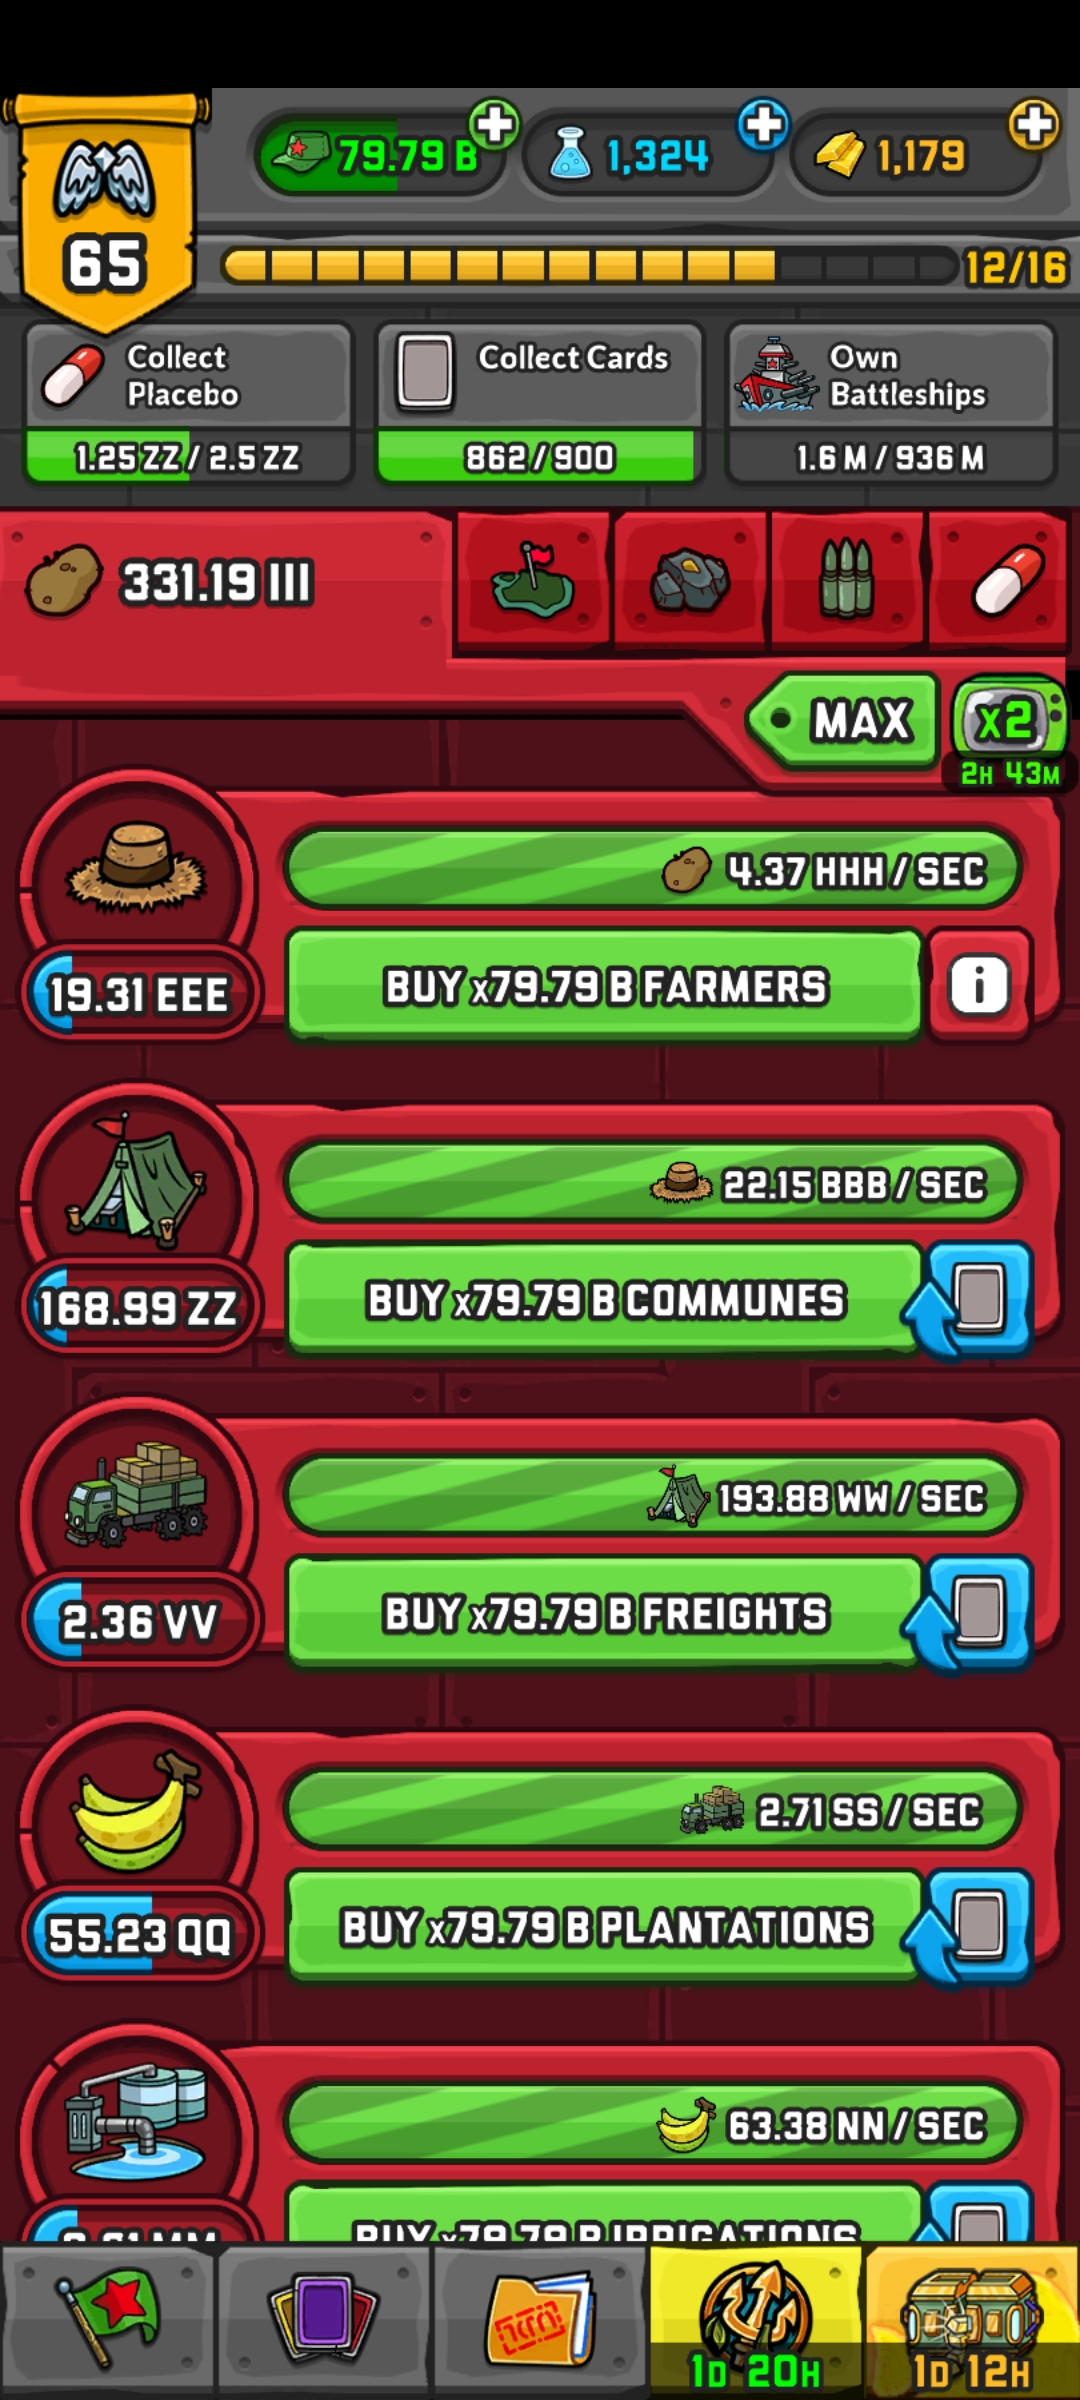 79.79 B
1,324
1,179
65
12/16
Collect
Placebo
1.25 ZZ / 2.5 ZZ
Collect Cards
862 / 900
Own
Battleships
1.6 M / 936 M
331.19 III
MAX
x2
2H 43M
4.37 HHH / SEC
19.31 EEE
BUY x79.79 B FARMERS
i
22.15 BBB / SEC
168.99 ZZ
BUY x79.79 B COMMUNES
193.88 WW / SEC
2.36 VV
BUY x79.79 B FREIGHTS
2.71 SS / SEC
55.23 QQ
BUY x79.79 B PLANTATIONS
63.38 NN / SEC
BUY x79.79 B IRRIGATIONS
1D 20H
1D 12H